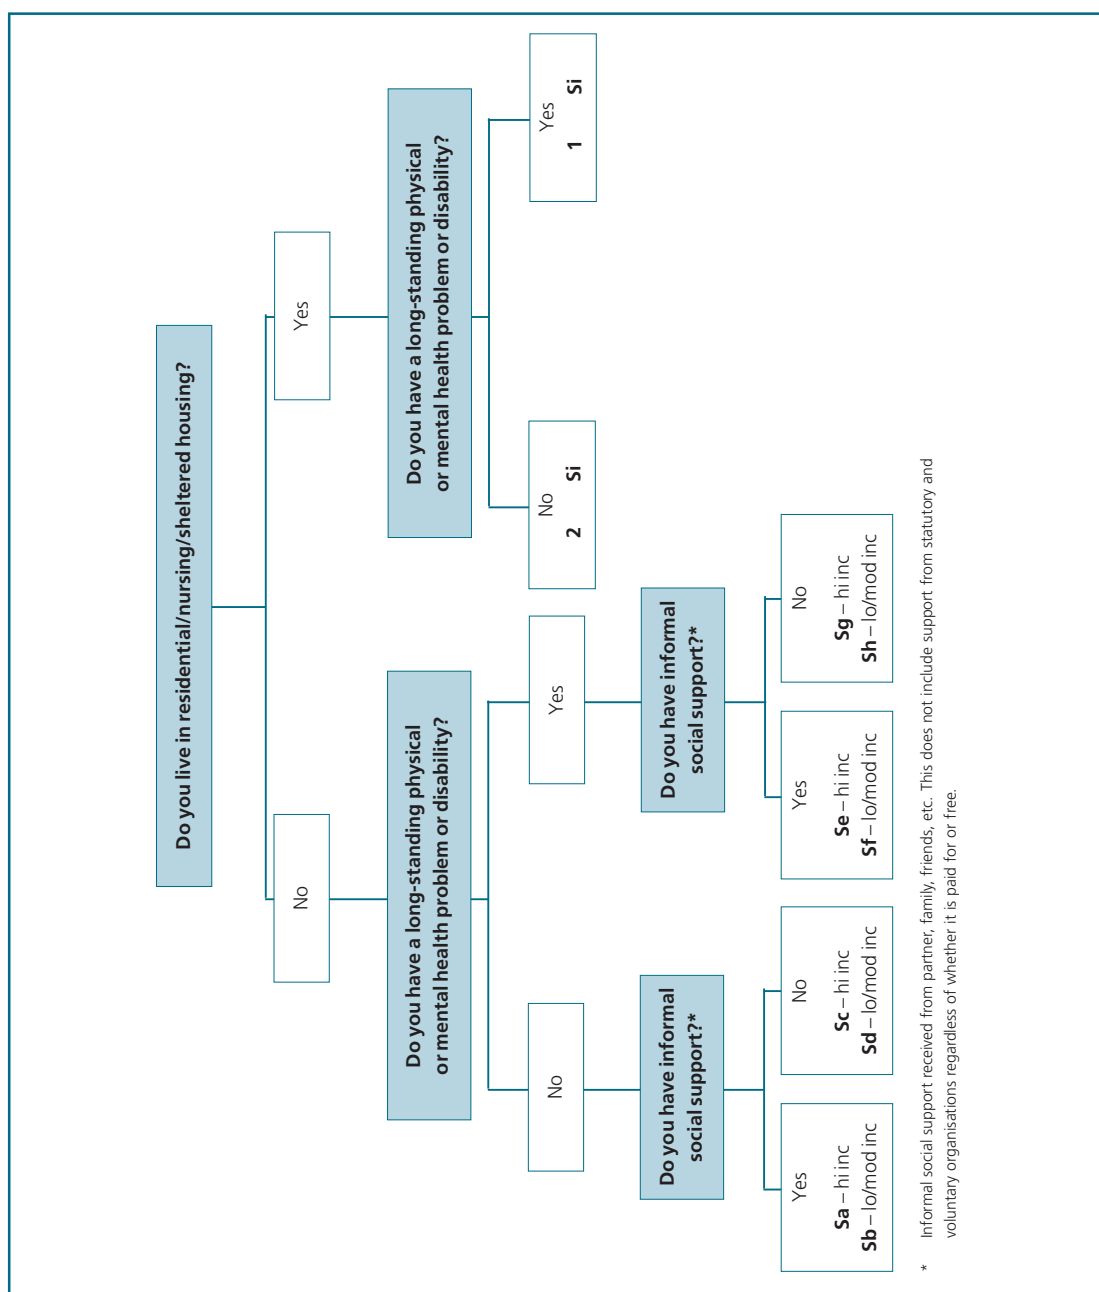 Do you live in residential/nursing/sheltered housing?
No
Yes
Do you have a long-standing physical
or mental health problem or disability?
Do you have a long-standing physical
or mental health problem or disability?
No
Yes
No
2 Si
Yes
1 Si
Do you have informal
social support?*
Do you have informal
social support?*
Yes
Sa – hi inc
Sb – lo/mod inc
No
Sc – hi inc
Sd – lo/mod inc
Yes
Se – hi inc
Sf – lo/mod inc
No
Sg – hi inc
Sh – lo/mod inc
* Informal social support received from partner, family, friends, etc. This does not include support from statutory and
voluntary organisations regardless of whether it is paid for or free.